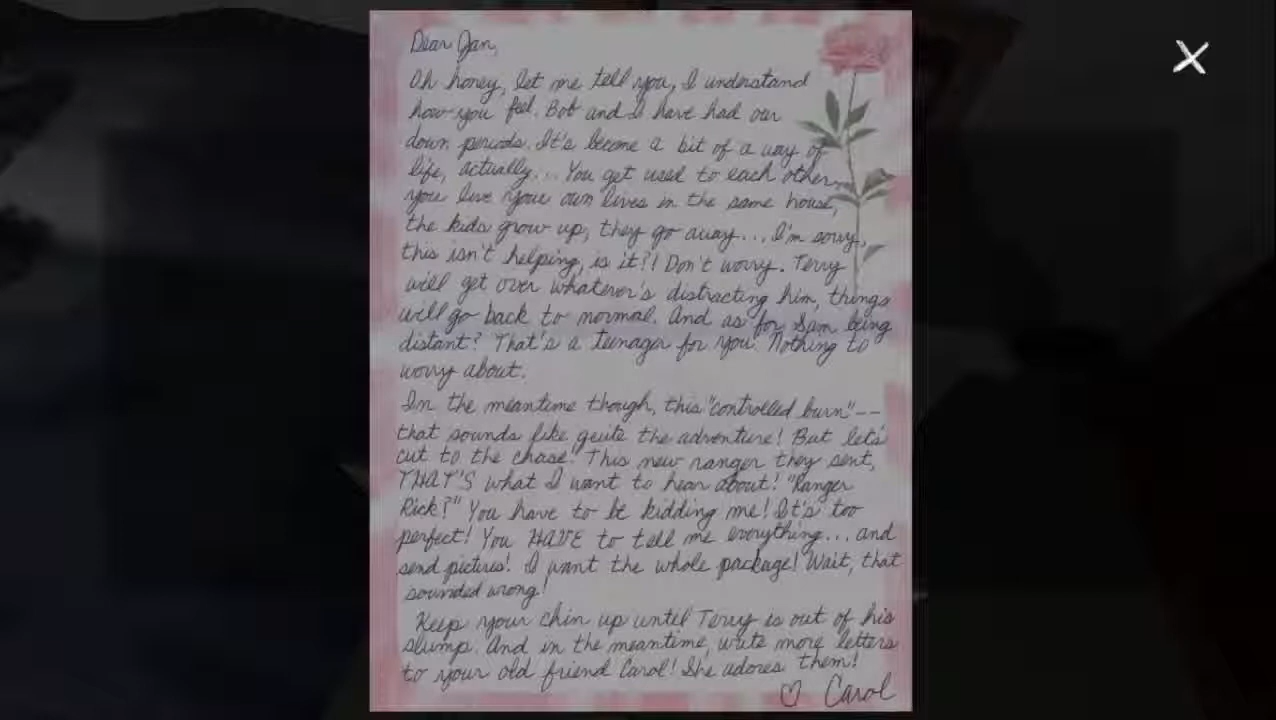 Dear Jan,
Oh honey, let me tell you, I understand
how you feel. Bob and I have had our
down periods. It's become a bit of a way of
life, actually... You get used to each other,
you live your own lives in the same house,
the kids grow up, they go away... I'm sorry,
this isn't helping, is it?! Don't worry. Terry
will get over whatever's distracting him, things
will go back to normal. And as for Sam being
distant? That's a teenager for you. Nothing to
worry about.
In the meantime though, this "controlled burn"--
that sounds like quite the adventure! But let's
cut to the chase. This new ranger they sent,
THAT'S what I want to hear about! "Ranger
Rick?" You have to be kidding me! It's too
perfect! You HAVE to tell me everything... and
send pictures! I want the whole package! Wait, that
sounded wrong!
Keep your chin up until Terry is out of his
slump. And in the meantime, write more letters
to your old friend Carol! She adores them!
♡ Carol